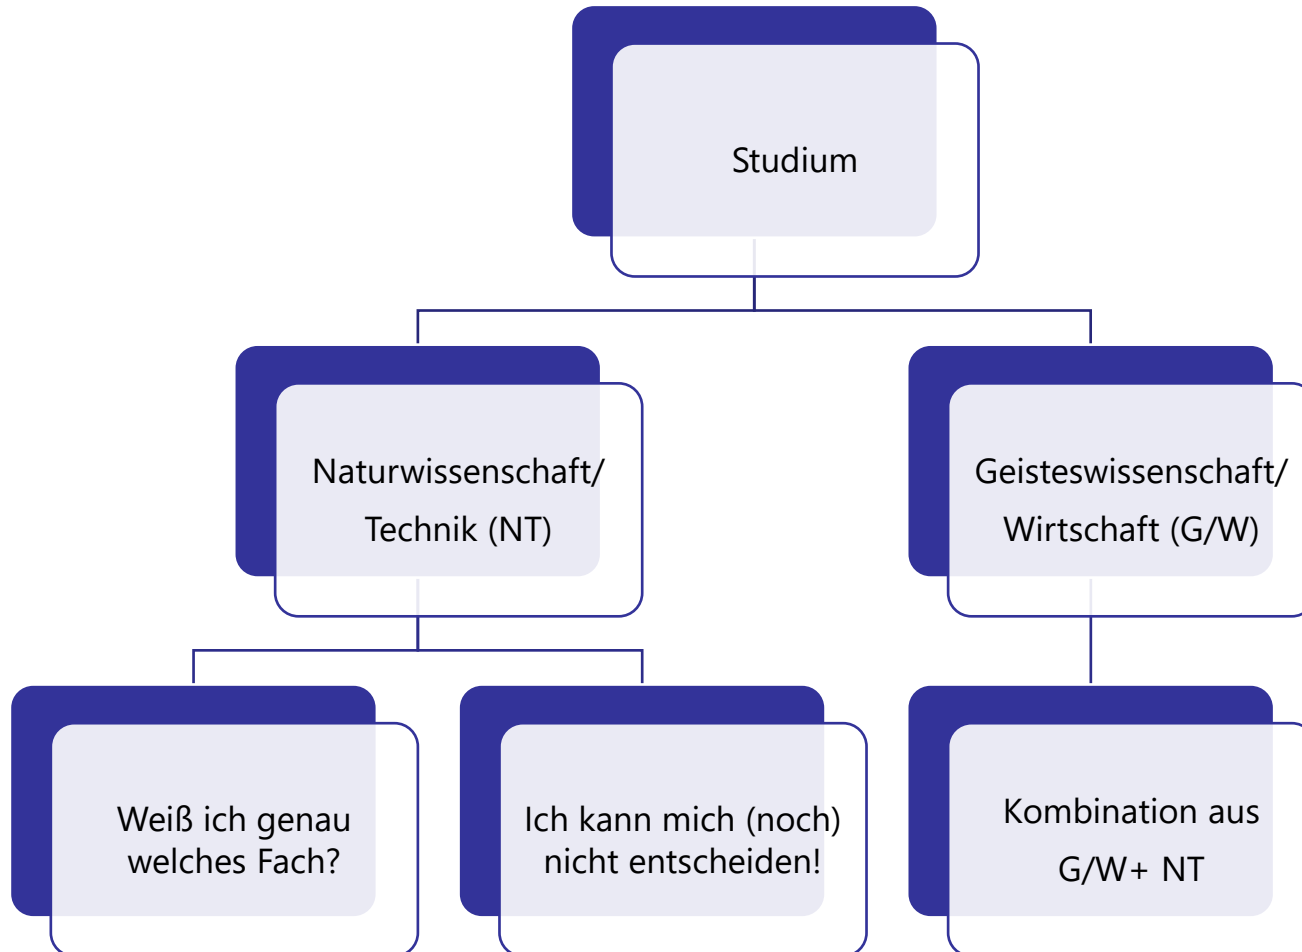 Studium
Naturwissenschaft/
Technik (NT)
Geisteswissenschaft/
Wirtschaft (G/W)
Weiß ich genau
welches Fach?
Ich kann mich (noch)
nicht entscheiden!
Kombination aus
G/W+ NT